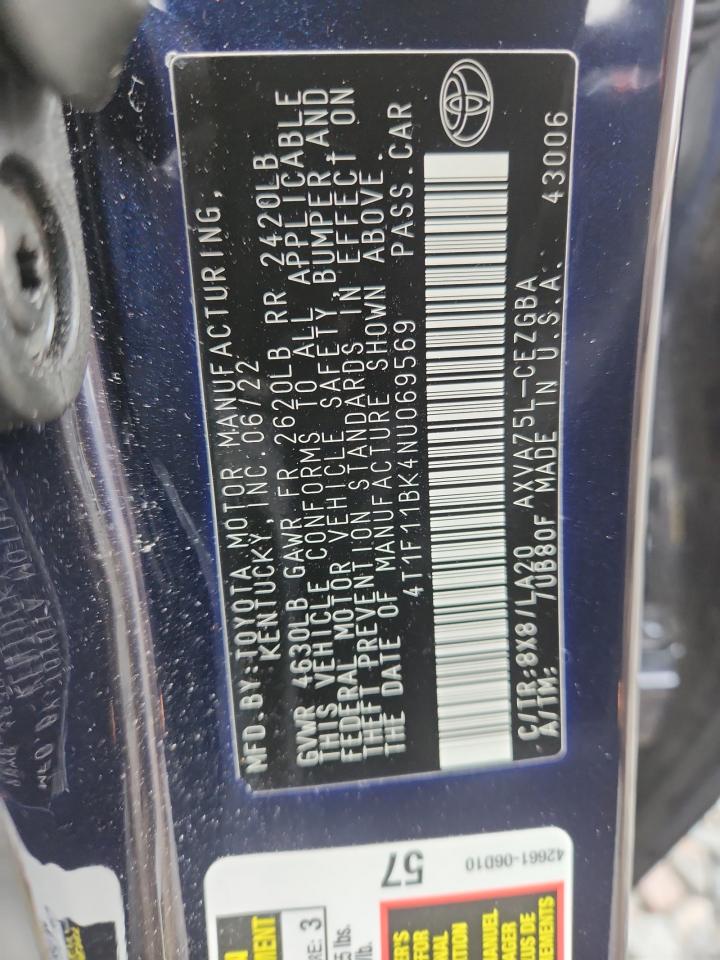 MFD.BY:TOYOTA MOTOR MANUFACTURING,
KENTUCKY, INC.06/22
GVWR 4630LB GAWR FR 2620LB RR 2420LB
THIS VEHICLE CONFORMS TO ALL APPLICABLE
FEDERAL MOTOR VEHICLE SAFETY, BUMPER,AND
THEFT PREVENTION STANDARDS IN EFFECT ON
THE DATE OF MANUFACTURE SHOWN ABOVE.
4T1F11BK4NU069569 PASS.CAR
C/TR:8X8/LA20 AXVA75L-CEZGBA
A/TM: /UB80F MADE IN U.S.A. 43006
57
42661-06D10
3